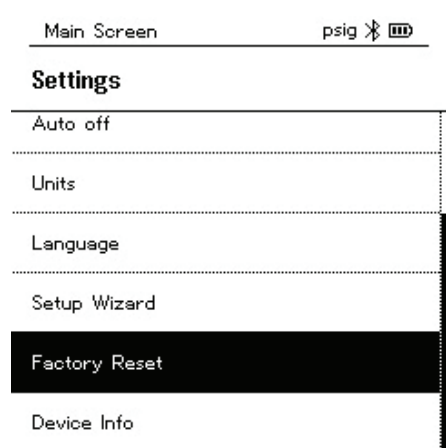 Main Screen psig
Settings
Auto off
Units
Language
Setup Wizard
Factory Reset
Device Info